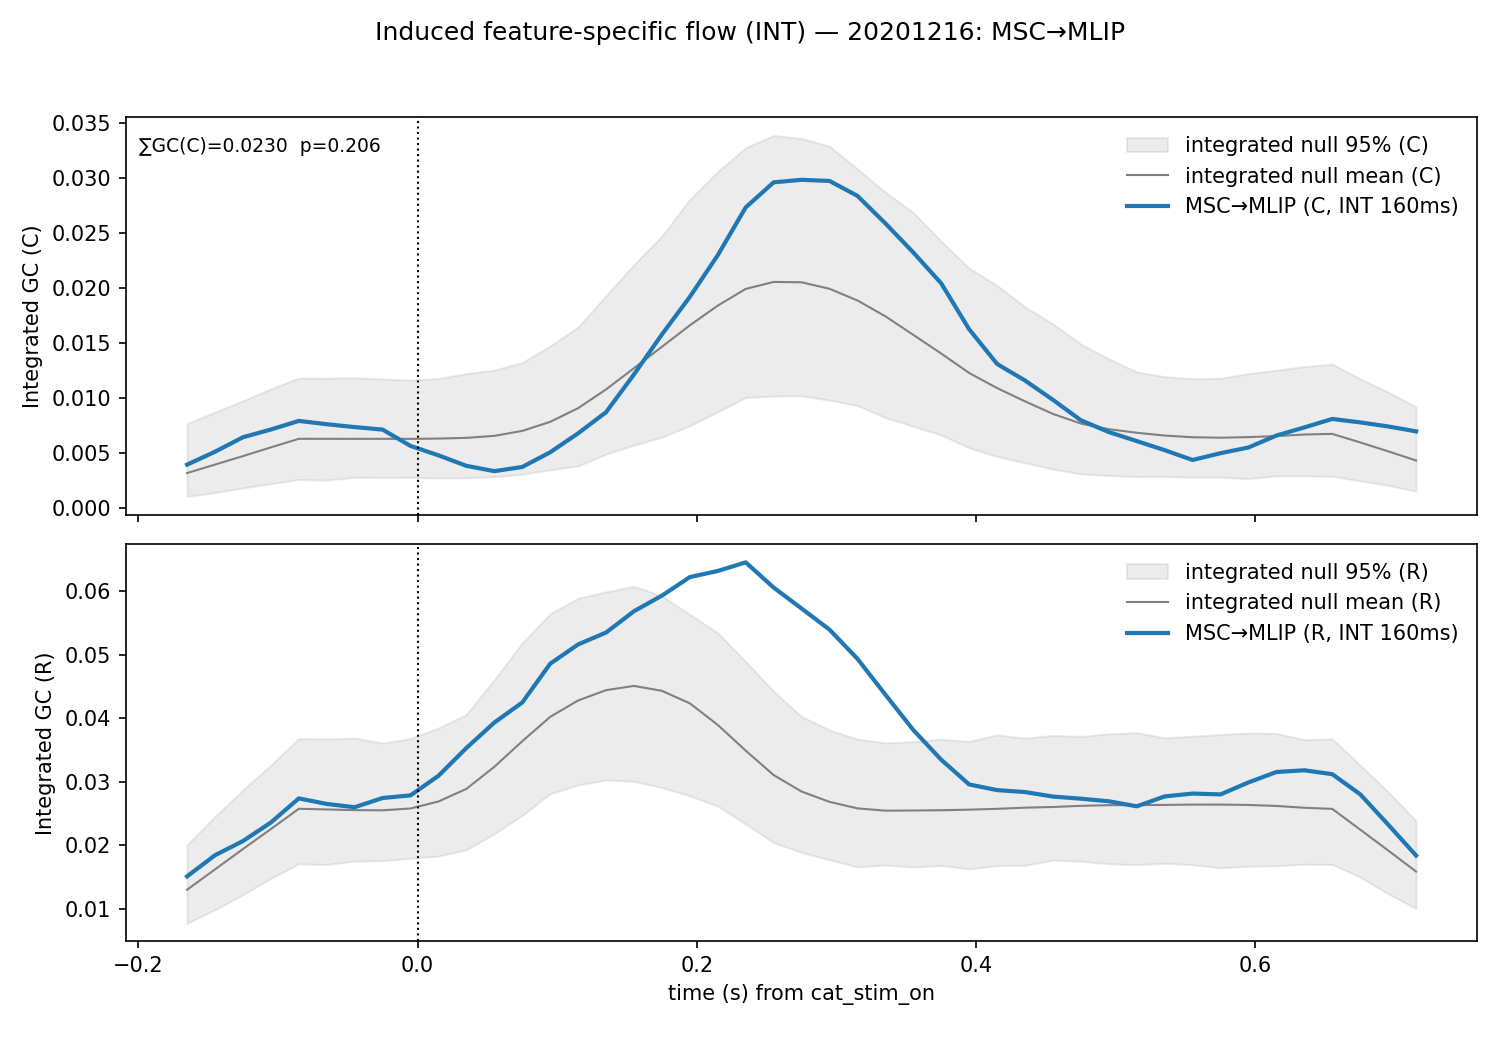 Induced feature-specific flow (INT) — 20201216: MSC→MLIP
∑GC(C)=0.0230  p=0.206
integrated null 95% (C)
integrated null mean (C)
MSC→MLIP (C, INT 160ms)
Integrated GC (C)
0.035
0.030
0.025
0.020
0.015
0.010
0.005
0.000
integrated null 95% (R)
integrated null mean (R)
MSC→MLIP (R, INT 160ms)
Integrated GC (R)
0.06
0.05
0.04
0.03
0.02
0.01
−0.2 0.0 0.2 0.4 0.6
time (s) from cat_stim_on